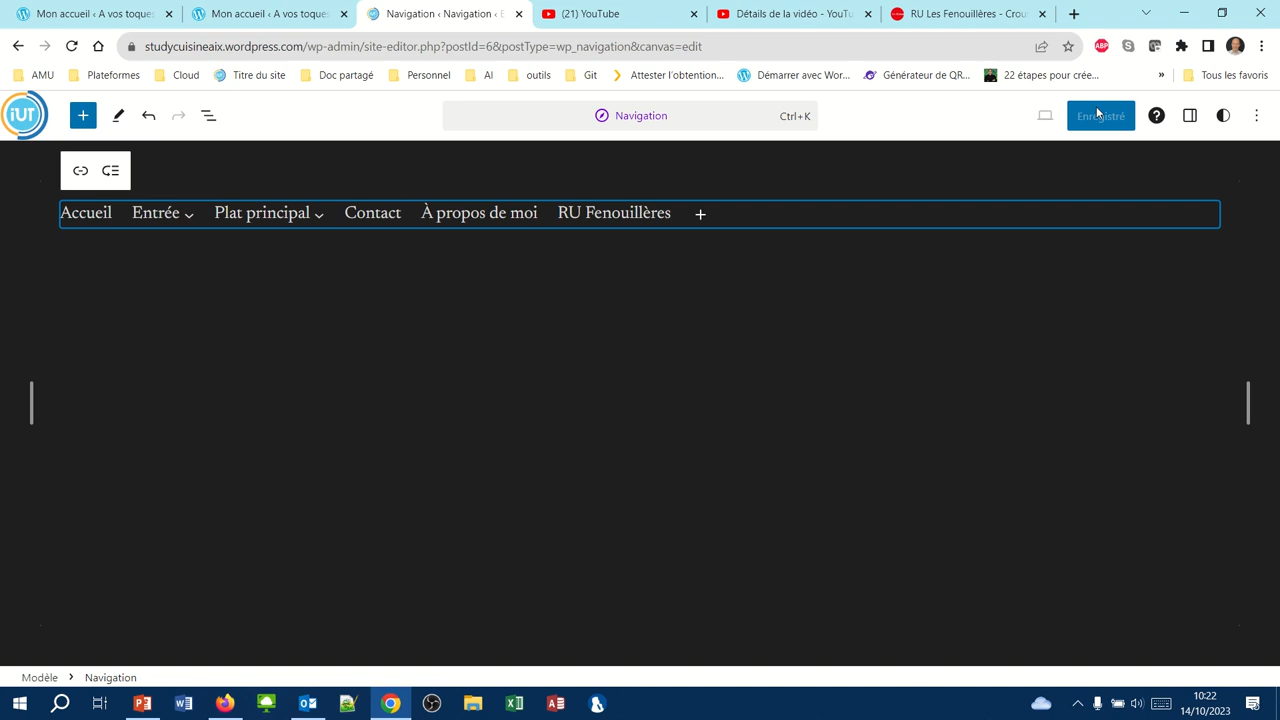 Mon accueil ‹ A vos toques
Mon accueil ‹ A vos toques
Navigation ‹ Navigation ‹
(21) YouTube
Détails de la vidéo - YouTu
RU Les Fenouillères - Crou
studycuisineaix.wordpress.com/wp-admin/site-editor.php?postId=6&postType=wp_navigation&canvas=edit
ABP
AMU
Plateformes
Cloud
Titre du site
Doc partagé
Personnel
AI
outils
Git
Attester l'obtention...
Démarrer avec Wor...
Générateur de QR...
22 étapes pour crée...
»
Tous les favoris
iUT
Navigation
Ctrl+K
Enregistré
Accueil
Entrée
Plat principal
Contact
À propos de moi
RU Fenouillères
Modèle
Navigation
10:22
14/10/2023